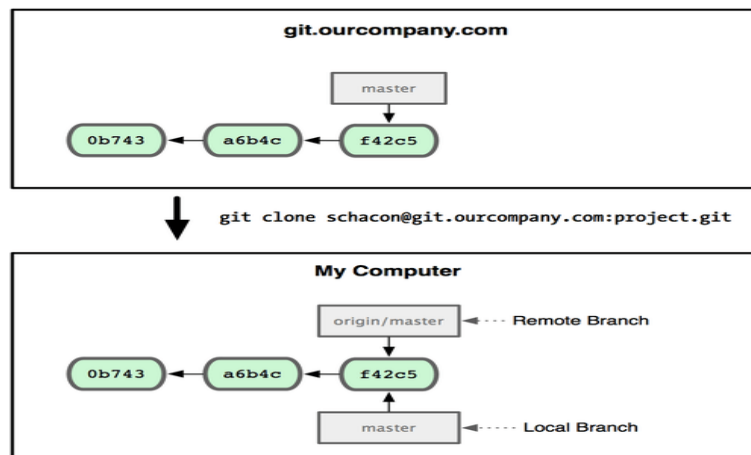 git.ourcompany.com
master
0b743 a6b4c f42c5
git clone schacon@git.ourcompany.com:project.git
My Computer
origin/master Remote Branch
0b743 a6b4c f42c5
master Local Branch